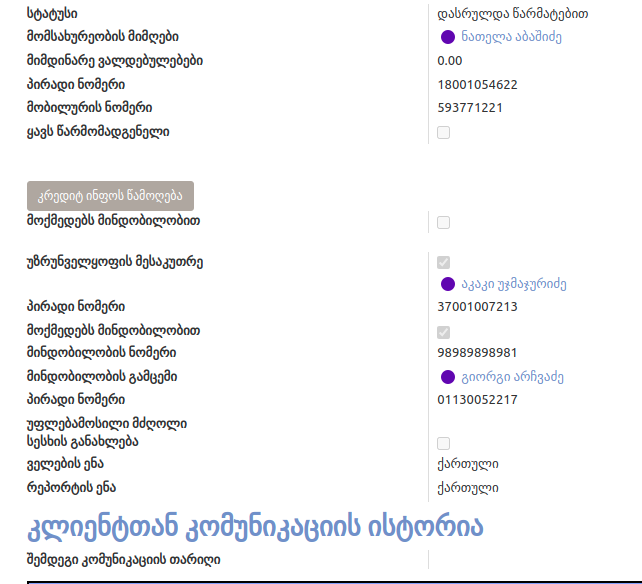 სტატუსი დასრულდა წარმატებით
მომსახურეობის მიმღები ნათელა აბაშიძე
მიმდინარე ვალდებულებები 0.00
პირადი ნომერი 18001054622
მობილურის ნომერი 593771221
ყავს წარმომადგენელი
კრედიტ ინფოს წამოღება
მოქმედებს მინდობილობით
უზრუნველყოფის მესაკუთრე
აკაკი უჯმაჯურიძე
პირადი ნომერი 37001007213
მოქმედებს მინდობილობით
მინდობილობის ნომერი 98989898981
მინდობილობის გამცემი გიორგი არჩვაძე
პირადი ნომერი 01130052217
უფლებამოსილი მძღოლი
სესხის განახლება
ველების ენა ქართული
რეპორტის ენა ქართული
კლიენტთან კომუნიკაციის ისტორია
შემდეგი კომუნიკაციის თარიღი